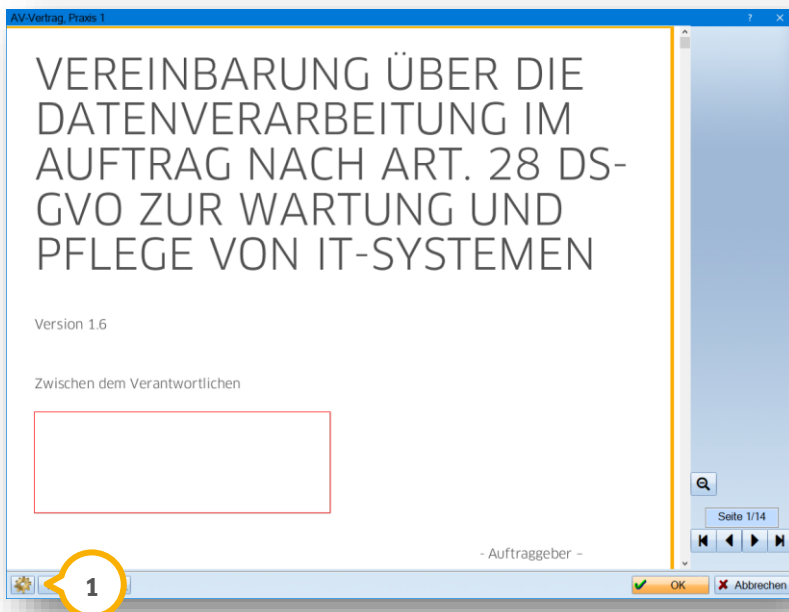 AV-Vertrag, Praxis 1
VEREINBARUNG ÜBER DIE
DATENVERARBEITUNG IM
AUFTRAG NACH ART. 28 DS-
GVO ZUR WARTUNG UND
PFLEGE VON IT-SYSTEMEN
Version 1.6
Zwischen dem Verantwortlichen
- Auftraggeber –
Seite 1/14
1
OK
Abbrechen